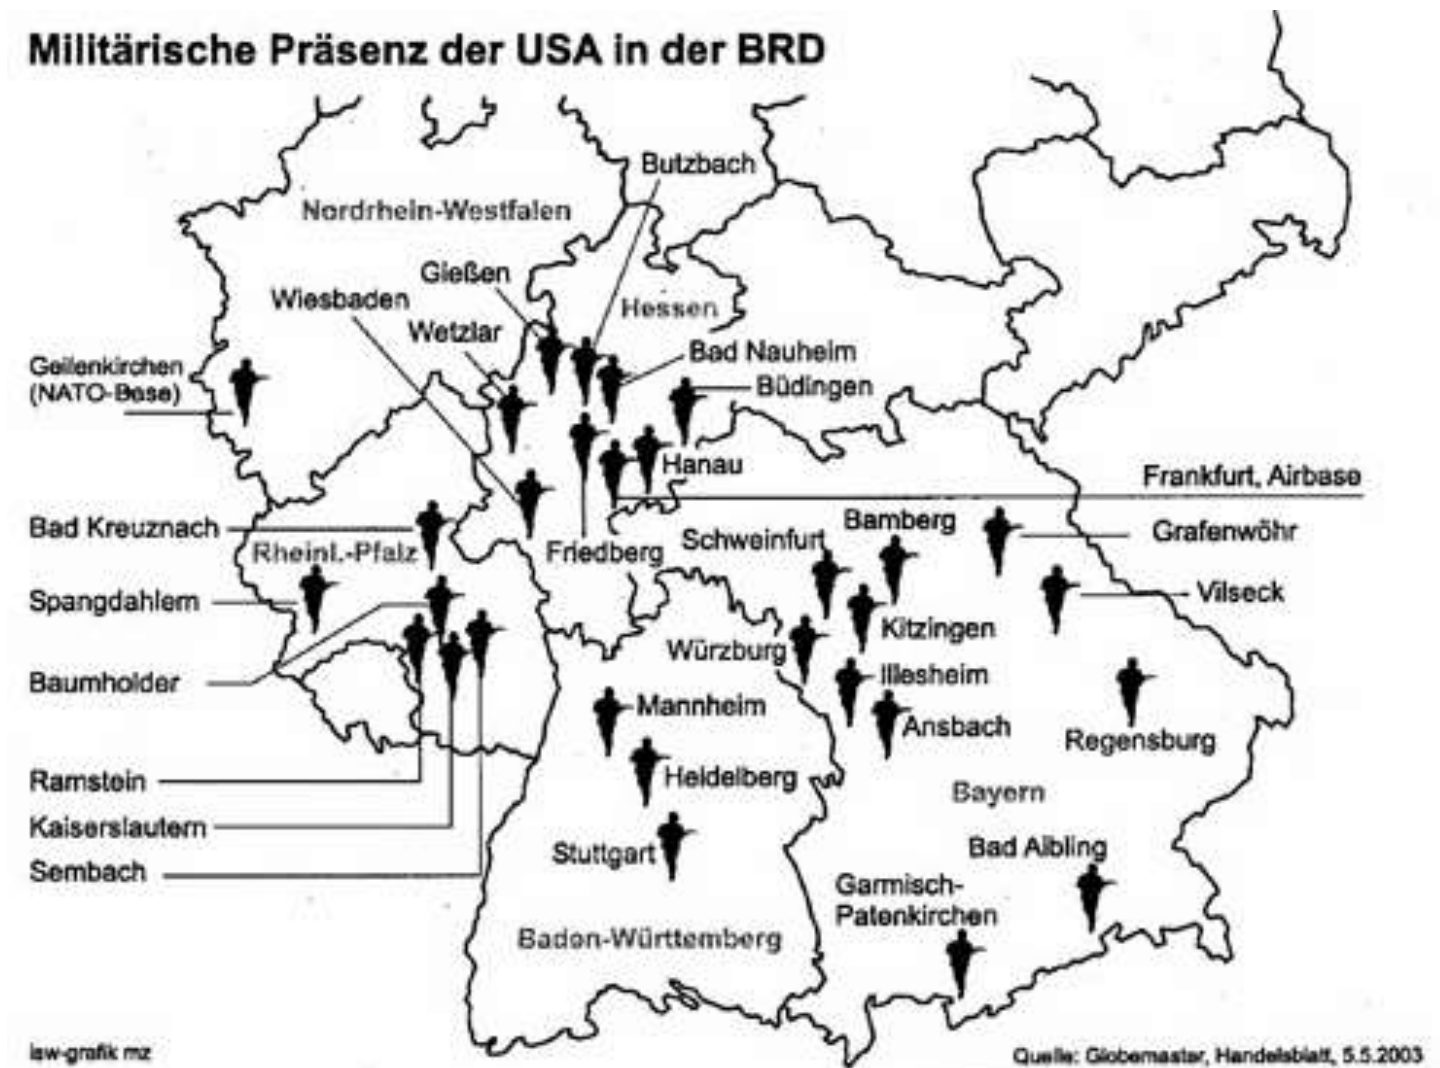 Militärische Präsenz der USA in der BRD
Butzbach
Nordrhein-Westfalen
Gießen
Wiesbaden
Hessen
Wetzlar
Bad Nauheim
Geilenkirchen
(NATO-Base)
Büdingen
Hanau
Frankfurt, Airbase
Bad Kreuznach
Bamberg
Grafenwöhr
Rheinl.-Pfalz
Friedberg
Schweinfurt
Spangdahlem
Vilseck
Kitzingen
Würzburg
Baumholder
Illesheim
Mannheim
Ansbach
Regensburg
Ramstein
Heidelberg
Bayern
Kaiserslautern
Stuttgart
Bad Aibling
Sembach
Garmisch-
Patenkirchen
Badon-Württemberg
isw-grafik mz
Quelle: Globemaster, Handelsblatt, 5.5.2003